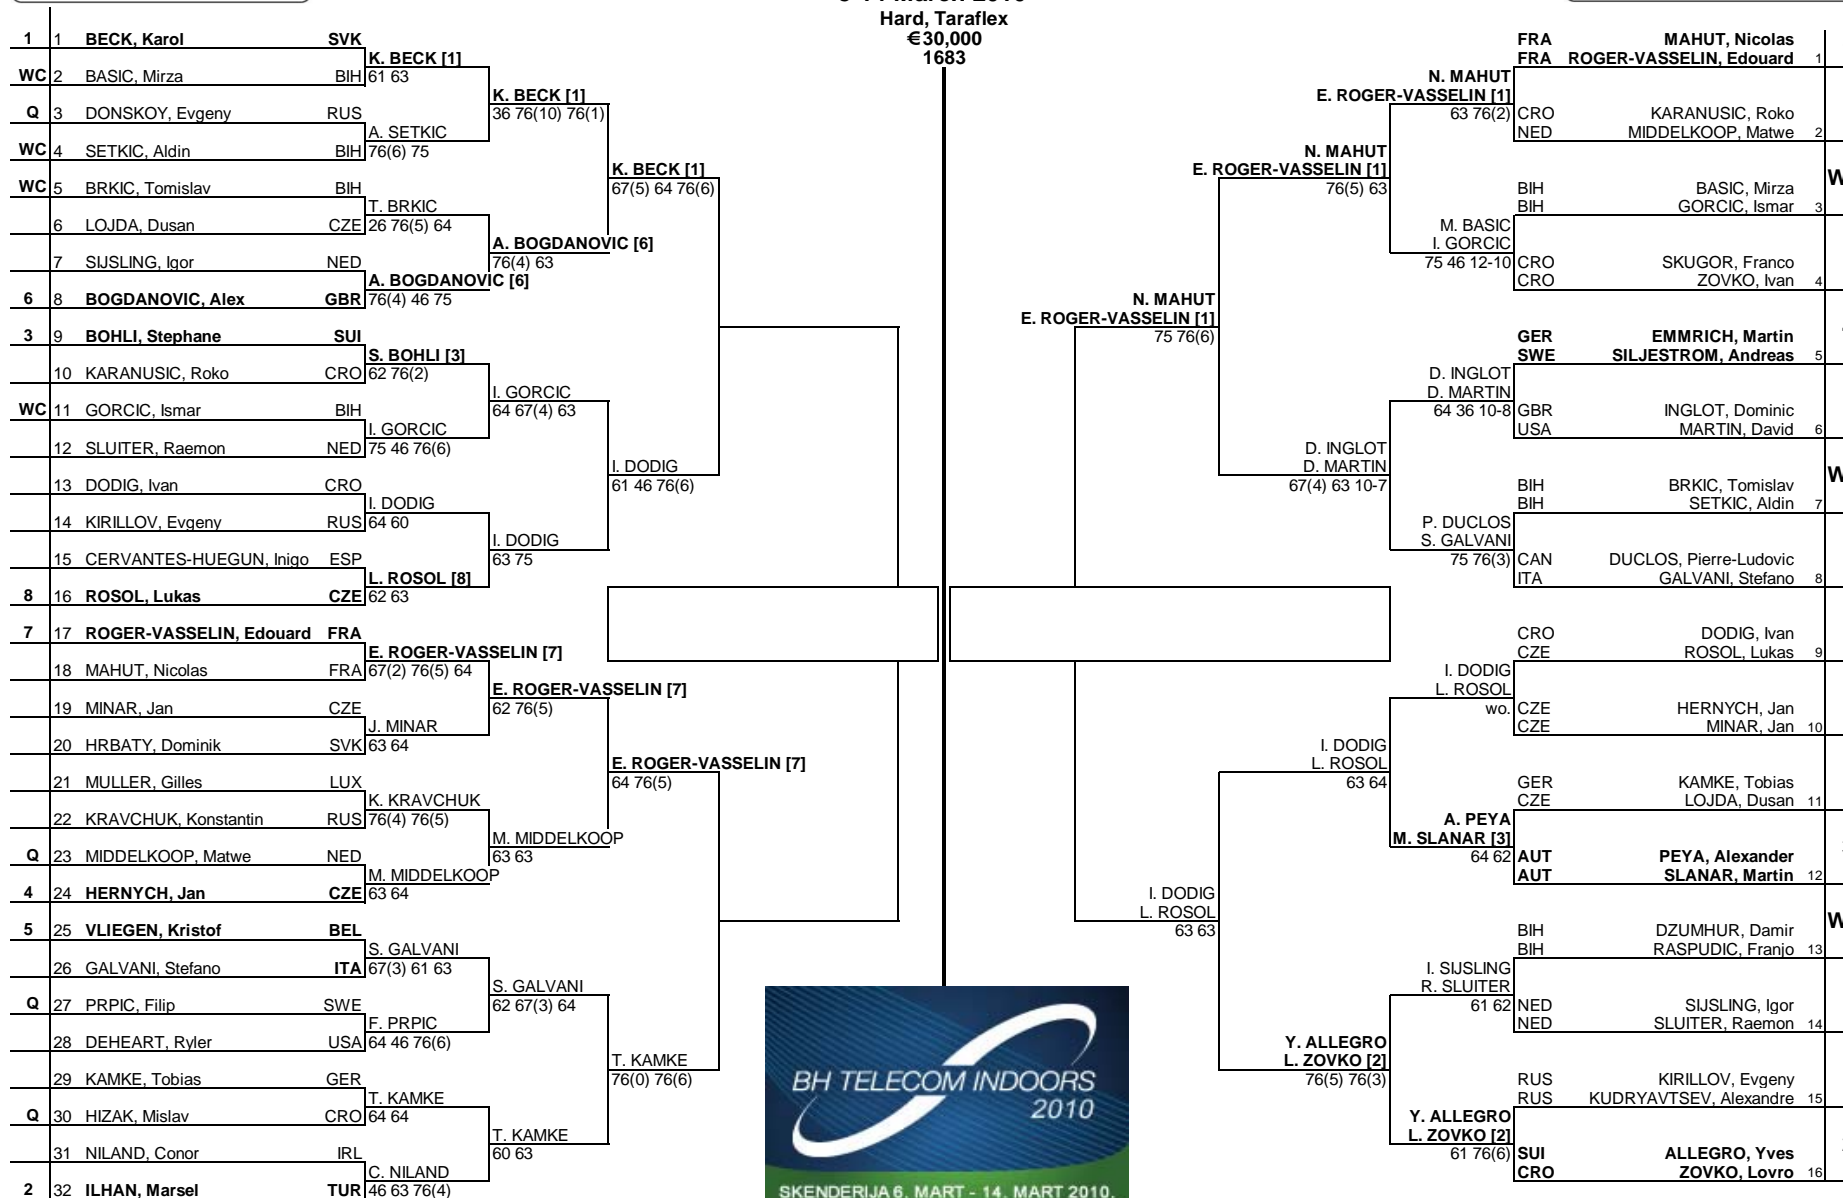 Hard, Taraflex
€30,000
1683
1 1 BECK, Karol SVK
K. BECK [1]
WC 2 BASIC, Mirza BIH 61 63
K. BECK [1]
Q 3 DONSKOY, Evgeny RUS 36 76(10) 76(1)
A. SETKIC
WC 4 SETKIC, Aldin BIH 76(6) 75
K. BECK [1]
WC 5 BRKIC, Tomislav BIH 67(5) 64 76(6)
T. BRKIC
6 LOJDA, Dusan CZE 26 76(5) 64
A. BOGDANOVIC [6]
7 SIJSLING, Igor NED 76(4) 63
A. BOGDANOVIC [6]
6 8 BOGDANOVIC, Alex GBR 76(4) 46 75
3 9 BOHLI, Stephane SUI
S. BOHLI [3]
10 KARANUSIC, Roko CRO 62 76(2)
I. GORCIC
WC 11 GORCIC, Ismar BIH 64 67(4) 63
I. GORCIC
12 SLUITER, Raemon NED 75 46 76(6)
I. DODIG
13 DODIG, Ivan CRO 61 46 76(6)
I. DODIG
14 KIRILLOV, Evgeny RUS 64 60
I. DODIG
15 CERVANTES-HUEGUN, Inigo ESP 63 75
L. ROSOL [8]
8 16 ROSOL, Lukas CZE 62 63
7 17 ROGER-VASSELIN, Edouard FRA
E. ROGER-VASSELIN [7]
18 MAHUT, Nicolas FRA 67(2) 76(5) 64
E. ROGER-VASSELIN [7]
19 MINAR, Jan CZE 62 76(5)
J. MINAR
20 HRBATY, Dominik SVK 63 64
E. ROGER-VASSELIN [7]
21 MULLER, Gilles LUX 64 76(5)
K. KRAVCHUK
22 KRAVCHUK, Konstantin RUS 76(4) 76(5)
M. MIDDELKOOP
Q 23 MIDDELKOOP, Matwe NED 63 63
M. MIDDELKOOP
4 24 HERNYCH, Jan CZE 63 64
5 25 VLIEGEN, Kristof BEL
S. GALVANI
26 GALVANI, Stefano ITA 67(3) 61 63
S. GALVANI
Q 27 PRPIC, Filip SWE 62 67(3) 64
F. PRPIC
28 DEHEART, Ryler USA 64 46 76(6)
T. KAMKE
29 KAMKE, Tobias GER 76(0) 76(6)
T. KAMKE
Q 30 HIZAK, Mislav CRO 64 64
T. KAMKE
31 NILAND, Conor IRL 60 63
C. NILAND
2 32 ILHAN, Marsel TUR 46 63 76(4)
BH TELECOM INDOORS
2010
SKENDERIJA 6. MART - 14. MART 2010.
FRA MAHUT, Nicolas
FRA ROGER-VASSELIN, Edouard 1
N. MAHUT
E. ROGER-VASSELIN [1]
63 76(2) CRO KARANUSIC, Roko
NED MIDDELKOOP, Matwe 2
N. MAHUT
E. ROGER-VASSELIN [1]
76(5) 63 BIH BASIC, Mirza
BIH GORCIC, Ismar 3
M. BASIC
I. GORCIC
75 46 12-10 CRO SKUGOR, Franco
CRO ZOVKO, Ivan 4
N. MAHUT
E. ROGER-VASSELIN [1]
75 76(6) GER EMMRICH, Martin
SWE SILJESTROM, Andreas 5
D. INGLOT
D. MARTIN
64 36 10-8 GBR INGLOT, Dominic
USA MARTIN, David 6
D. INGLOT
D. MARTIN
67(4) 63 10-7 BIH BRKIC, Tomislav
BIH SETKIC, Aldin 7
P. DUCLOS
S. GALVANI
75 76(3) CAN DUCLOS, Pierre-Ludovic
ITA GALVANI, Stefano 8
CRO DODIG, Ivan
CZE ROSOL, Lukas 9
I. DODIG
L. ROSOL
wo. CZE HERNYCH, Jan
CZE MINAR, Jan 10
I. DODIG
L. ROSOL
63 64 GER KAMKE, Tobias
CZE LOJDA, Dusan 11
A. PEYA
M. SLANAR [3]
64 62 AUT PEYA, Alexander
AUT SLANAR, Martin 12
I. DODIG
L. ROSOL
63 63 BIH DZUMHUR, Damir
BIH RASPUDIC, Franjo 13
I. SIJSLING
R. SLUITER
61 62 NED SIJSLING, Igor
NED SLUITER, Raemon 14
Y. ALLEGRO
L. ZOVKO [2]
76(5) 76(3) RUS KIRILLOV, Evgeny
RUS KUDRYAVTSEV, Alexandre 15
Y. ALLEGRO
L. ZOVKO [2]
61 76(6) SUI ALLEGRO, Yves
CRO ZOVKO, Lovro 16